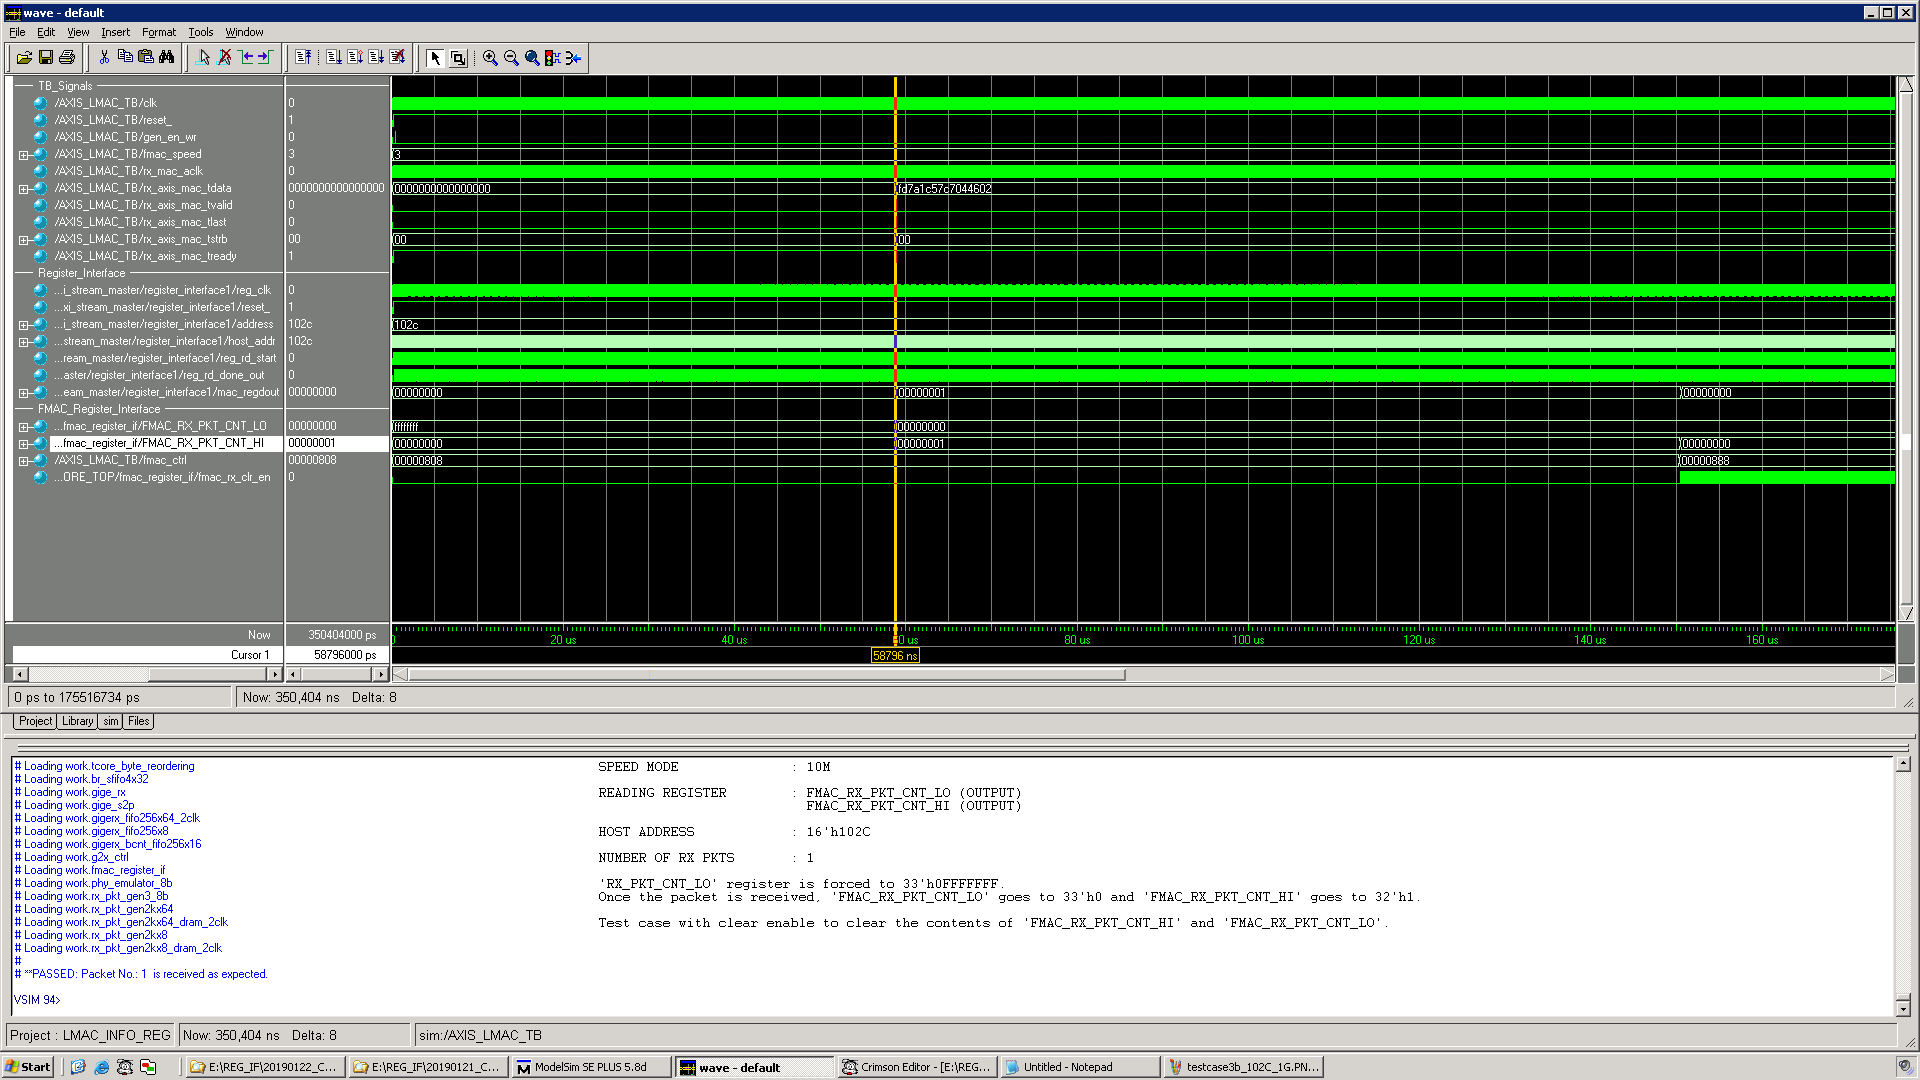 wave - default
File Edit View Insert Format Tools Window
TB_Signals
/AXIS_LMAC_TB/clk 0
/AXIS_LMAC_TB/reset_ 1
/AXIS_LMAC_TB/gen_en_wr 0
/AXIS_LMAC_TB/fmac_speed 3 3
/AXIS_LMAC_TB/rx_mac_aclk 0
/AXIS_LMAC_TB/rx_axis_mac_tdata 0000000000000000 0000000000000000 fd7a1c57c7044602
/AXIS_LMAC_TB/rx_axis_mac_tvalid 0
/AXIS_LMAC_TB/rx_axis_mac_tlast 0
/AXIS_LMAC_TB/rx_axis_mac_tstrb 00 00 00
/AXIS_LMAC_TB/rx_axis_mac_tready 1
Register_Interface
...i_stream_master/register_interface1/reg_clk 0
...xi_stream_master/register_interface1/reset_ 1
...i_stream_master/register_interface1/address 102c 102c
...stream_master/register_interface1/host_addr 102c
...ream_master/register_interface1/reg_rd_start 0
...aster/register_interface1/reg_rd_done_out 0
...eam_master/register_interface1/mac_regdout 00000000 00000000 00000001 00000000
FMAC_Register_Interface
...fmac_register_if/FMAC_RX_PKT_CNT_LO 00000000 ffffffff 00000000
...fmac_register_if/FMAC_RX_PKT_CNT_HI 00000001 00000000 00000001 00000000
/AXIS_LMAC_TB/fmac_ctrl 00000808 00000808 00000888
...ORE_TOP/fmac_register_if/fmac_rx_clr_en 0
Now 350404000 ps 0 20 us 40 us 60 us 80 us 100 us 120 us 140 us 160 us
Cursor 1 58796000 ps 58796 ns
0 ps to 175516734 ps Now: 350,404 ns Delta: 8
Project Library sim Files
# Loading work.tcore_byte_reordering
# Loading work.br_sfifo4x32
# Loading work.gige_rx
# Loading work.gige_s2p
# Loading work.gigerx_fifo256x64_2clk
# Loading work.gigerx_fifo256x8
# Loading work.gigerx_bcnt_fifo256x16
# Loading work.g2x_ctrl
# Loading work.fmac_register_if
# Loading work.phy_emulator_8b
# Loading work.rx_pkt_gen3_8b
# Loading work.rx_pkt_gen2kx64
# Loading work.rx_pkt_gen2kx64_dram_2clk
# Loading work.rx_pkt_gen2kx8
# Loading work.rx_pkt_gen2kx8_dram_2clk
#
# **PASSED: Packet No.: 1 is received as expected.
VSIM 94>
SPEED MODE : 10M
READING REGISTER : FMAC_RX_PKT_CNT_LO (OUTPUT)
FMAC_RX_PKT_CNT_HI (OUTPUT)
HOST ADDRESS : 16'h102C
NUMBER OF RX PKTS : 1
'RX_PKT_CNT_LO' register is forced to 33'h0FFFFFFF.
Once the packet is received, 'FMAC_RX_PKT_CNT_LO' goes to 33'h0 and 'FMAC_RX_PKT_CNT_HI' goes to 32'h1.
Test case with clear enable to clear the contents of 'FMAC_RX_PKT_CNT_HI' and 'FMAC_RX_PKT_CNT_LO'.
Project : LMAC_INFO_REG Now: 350,404 ns Delta: 8 sim:/AXIS_LMAC_TB
Start E:\REG_IF\20190122_C... E:\REG_IF\20190121_C... ModelSim SE PLUS 5.8d wave - default Crimson Editor - [E:\REG... Untitled - Notepad testcase3b_102C_1G.PN...